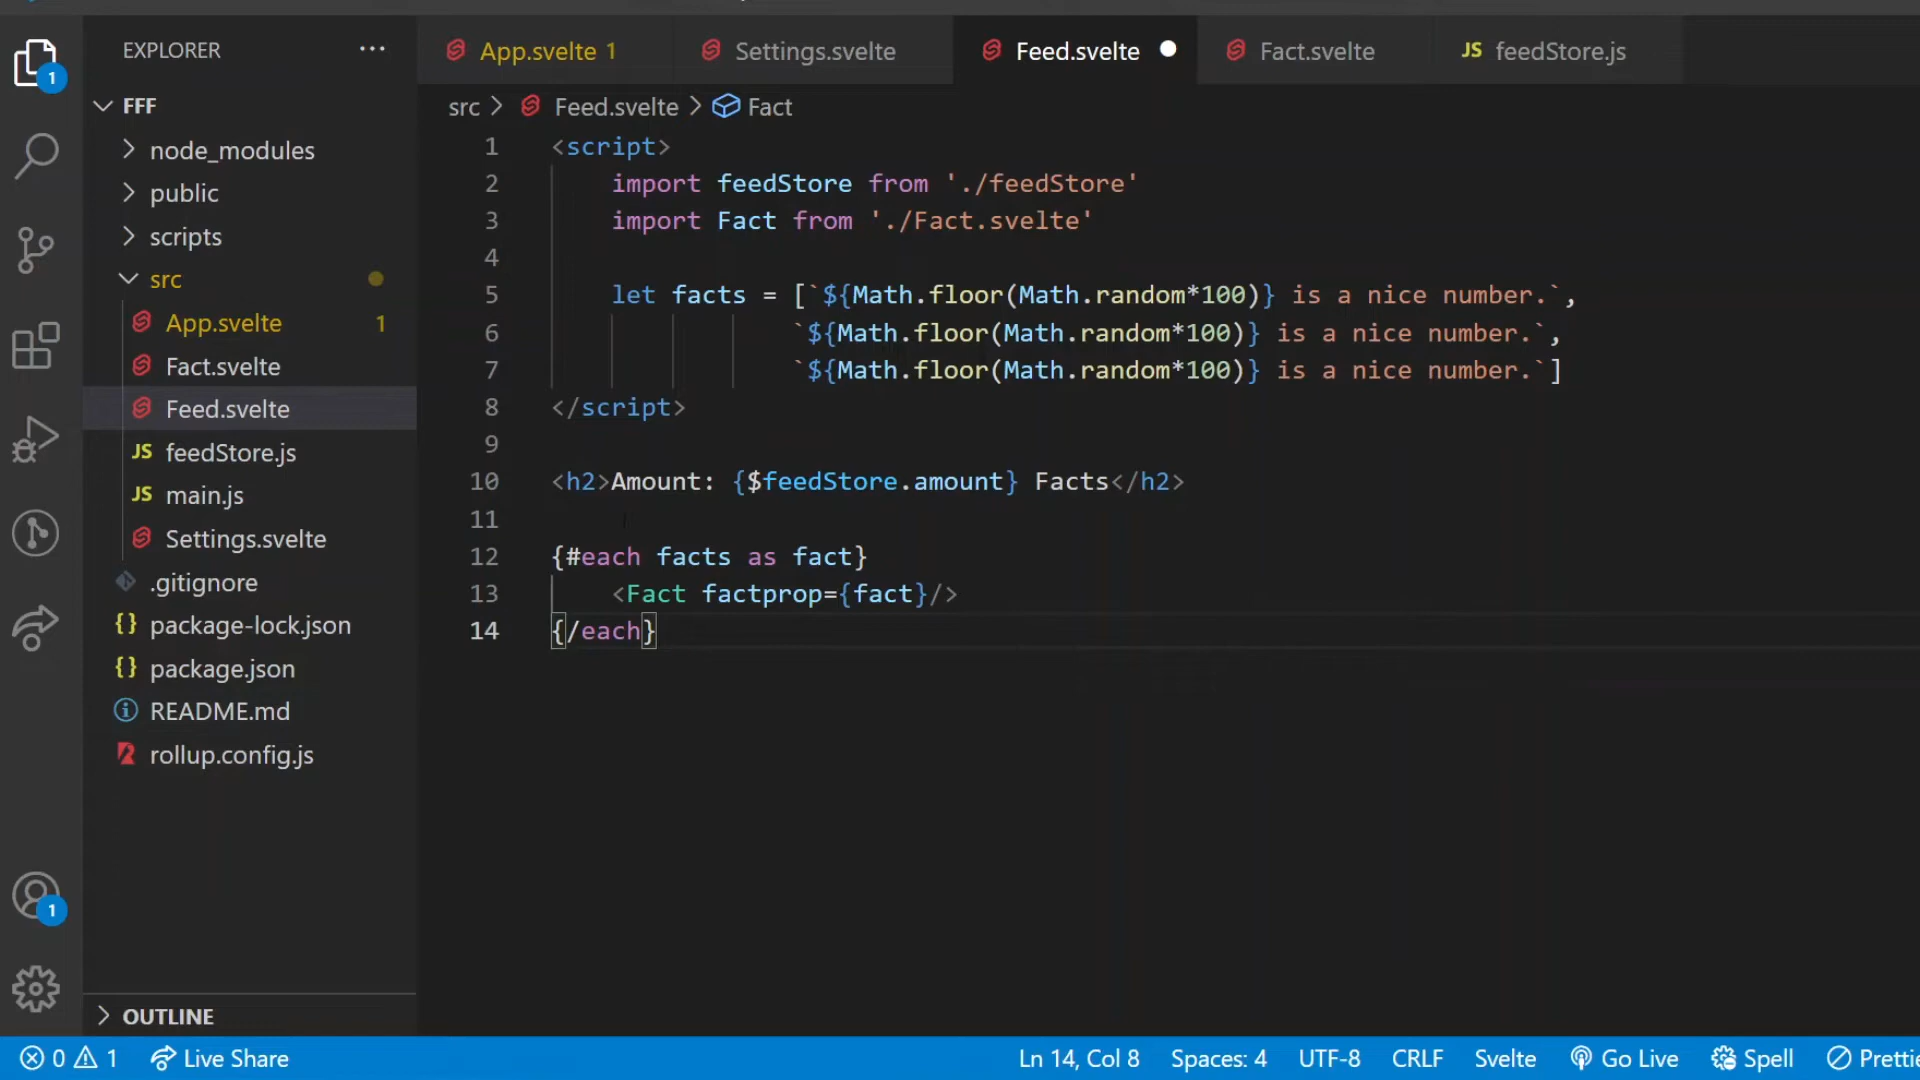 EXPLORER ···
App.svelte 1
Settings.svelte
Feed.svelte
Fact.svelte
JS feedStore.js
1
FFF
src > Feed.svelte > Fact
node_modules
public
scripts
src
App.svelte 1
Fact.svelte
Feed.svelte
JS feedStore.js
JS main.js
Settings.svelte
.gitignore
{} package-lock.json
{} package.json
README.md
rollup.config.js
1 <script>
2 import feedStore from './feedStore'
3 import Fact from './Fact.svelte'
4
5 let facts = [`${Math.floor(Math.random*100)} is a nice number.`,
6 `${Math.floor(Math.random*100)} is a nice number.`,
7 `${Math.floor(Math.random*100)} is a nice number.`]
8 </script>
9
10 <h2>Amount: {$feedStore.amount} Facts</h2>
11
12 {#each facts as fact}
13 <Fact factprop={fact}/>
14 {/each}
1
OUTLINE
0 1 Live Share Ln 14, Col 8 Spaces: 4 UTF-8 CRLF Svelte Go Live Spell Prettie